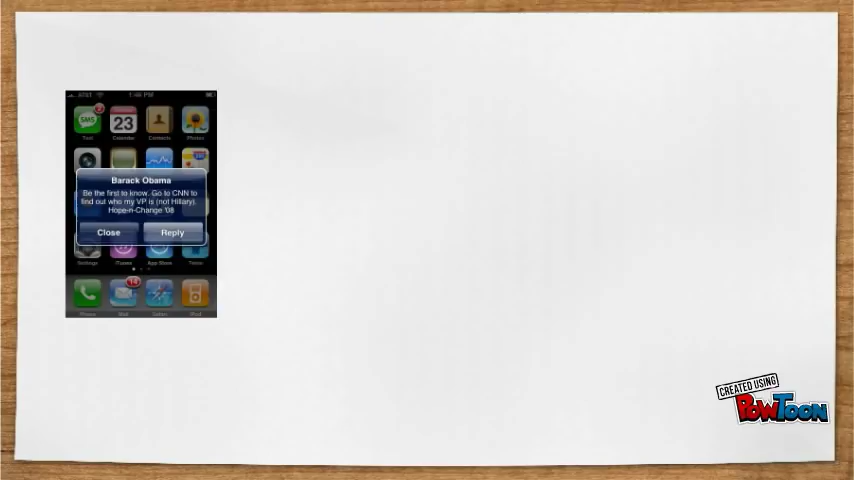 AT&T 1:44 PM
SMS 23
Text Calendar Contacts Photos
Barack Obama
Be the first to know. Go to CNN to
find out who my VP is (not Hillary).
Hope-n-Change '08
Close Reply
Settings iTunes App Store
14
Phone Mail Safari iPod
CREATED USING
POWTOON